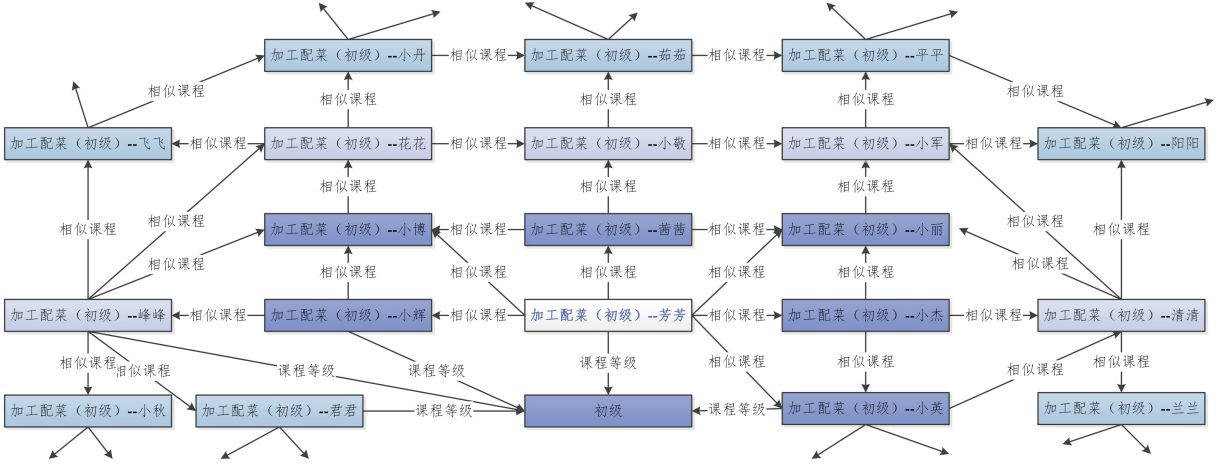 加工配菜（初级）--小丹
相似课程
加工配菜（初级）--茹茹
相似课程
加工配菜（初级）--平平
相似课程
相似课程
相似课程
相似课程
相似课程
加工配菜（初级）--飞飞
相似课程
加工配菜（初级）--花花
相似课程
加工配菜（初级）--小敬
相似课程
加工配菜（初级）--小军
相似课程
加工配菜（初级）--阳阳
相似课程
相似课程
相似课程
相似课程
相似课程
相似课程
加工配菜（初级）--小博
相似课程
加工配菜（初级）--茜茜
相似课程
加工配菜（初级）--小丽
相似课程
相似课程
相似课程
相似课程
相似课程
相似课程
相似课程
相似课程
相似课程
加工配菜（初级）--峰峰
相似课程
加工配菜（初级）--小辉
相似课程
加工配菜（初级）--芳芳
相似课程
加工配菜（初级）--小杰
相似课程
加工配菜（初级）--清清
相似课程
相似课程
课程等级
课程等级
课程等级
相似课程
相似课程
相似课程
相似课程
加工配菜（初级）--小秋
加工配菜（初级）--君君
课程等级
初级
课程等级
加工配菜（初级）--小英
加工配菜（初级）--兰兰